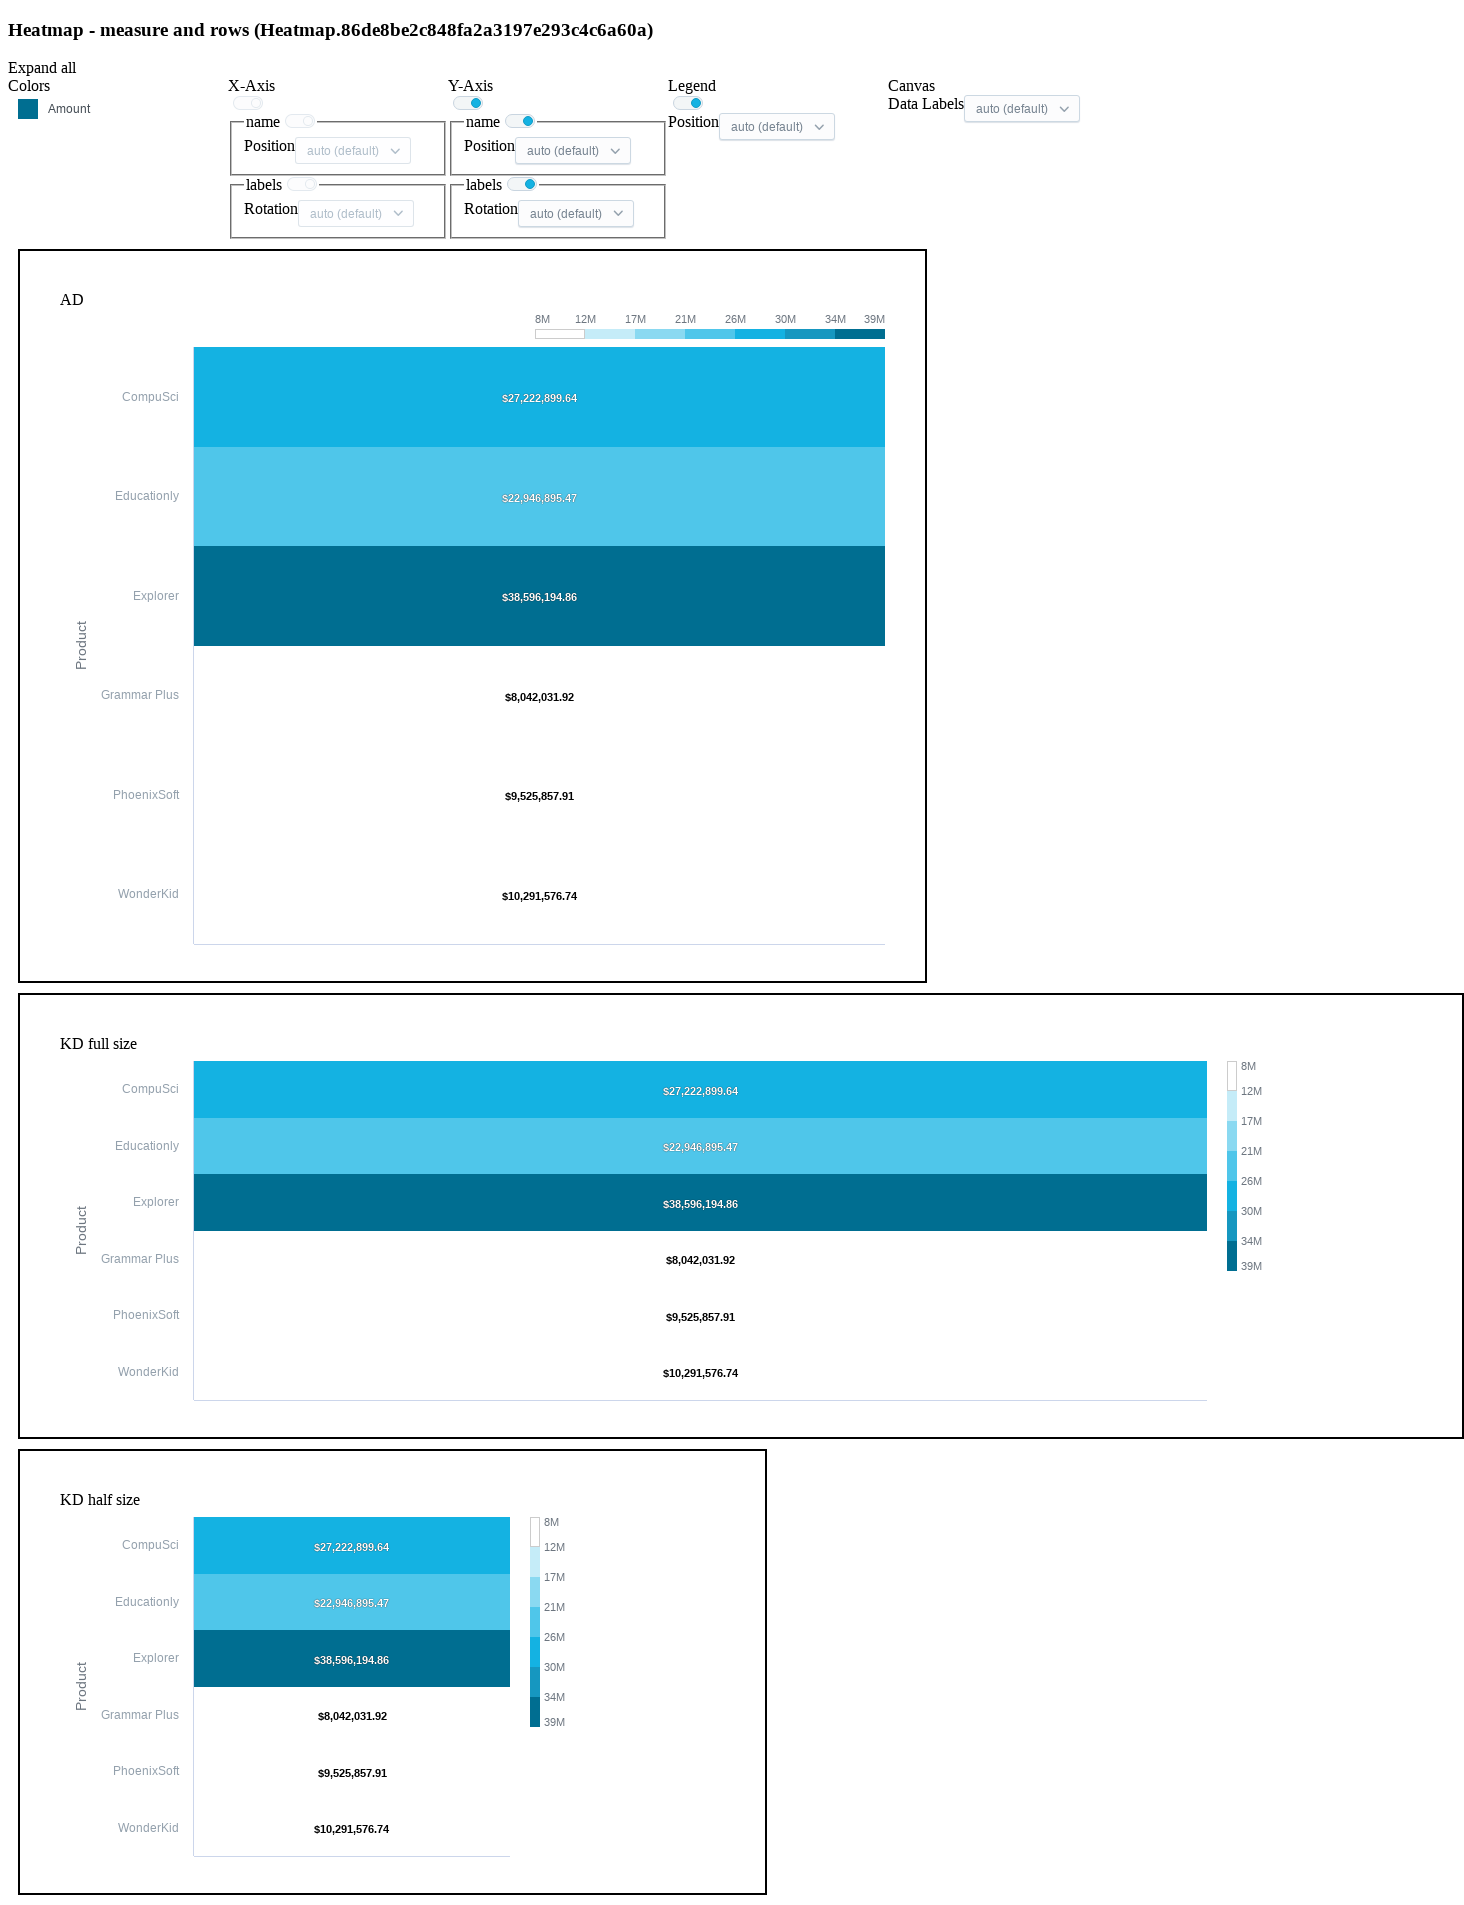 Heatmap - measure and rows (Heatmap.86de8be2c848fa2a3197e293c4c6a60a)
Expand all
Colors
Amount
X-Axis
name
Position auto (default)
labels
Rotation auto (default)
Y-Axis
name
Position auto (default)
labels
Rotation auto (default)
Legend
Position auto (default)
Canvas
Data Labels auto (default)
AD
8M 12M 17M 21M 26M 30M 34M 39M
CompuSci $27,222,899.64
Educationly $22,946,895.47
Explorer $38,596,194.86
Product
Grammar Plus $8,042,031.92
PhoenixSoft $9,525,857.91
WonderKid $10,291,576.74
KD full size
CompuSci $27,222,899.64
Educationly $22,946,895.47
Explorer $38,596,194.86
Product
Grammar Plus $8,042,031.92
PhoenixSoft $9,525,857.91
WonderKid $10,291,576.74
8M
12M
17M
21M
26M
30M
34M
39M
KD half size
CompuSci $27,222,899.64
Educationly $22,946,895.47
Explorer $38,596,194.86
Product
Grammar Plus $8,042,031.92
PhoenixSoft $9,525,857.91
WonderKid $10,291,576.74
8M
12M
17M
21M
26M
30M
34M
39M